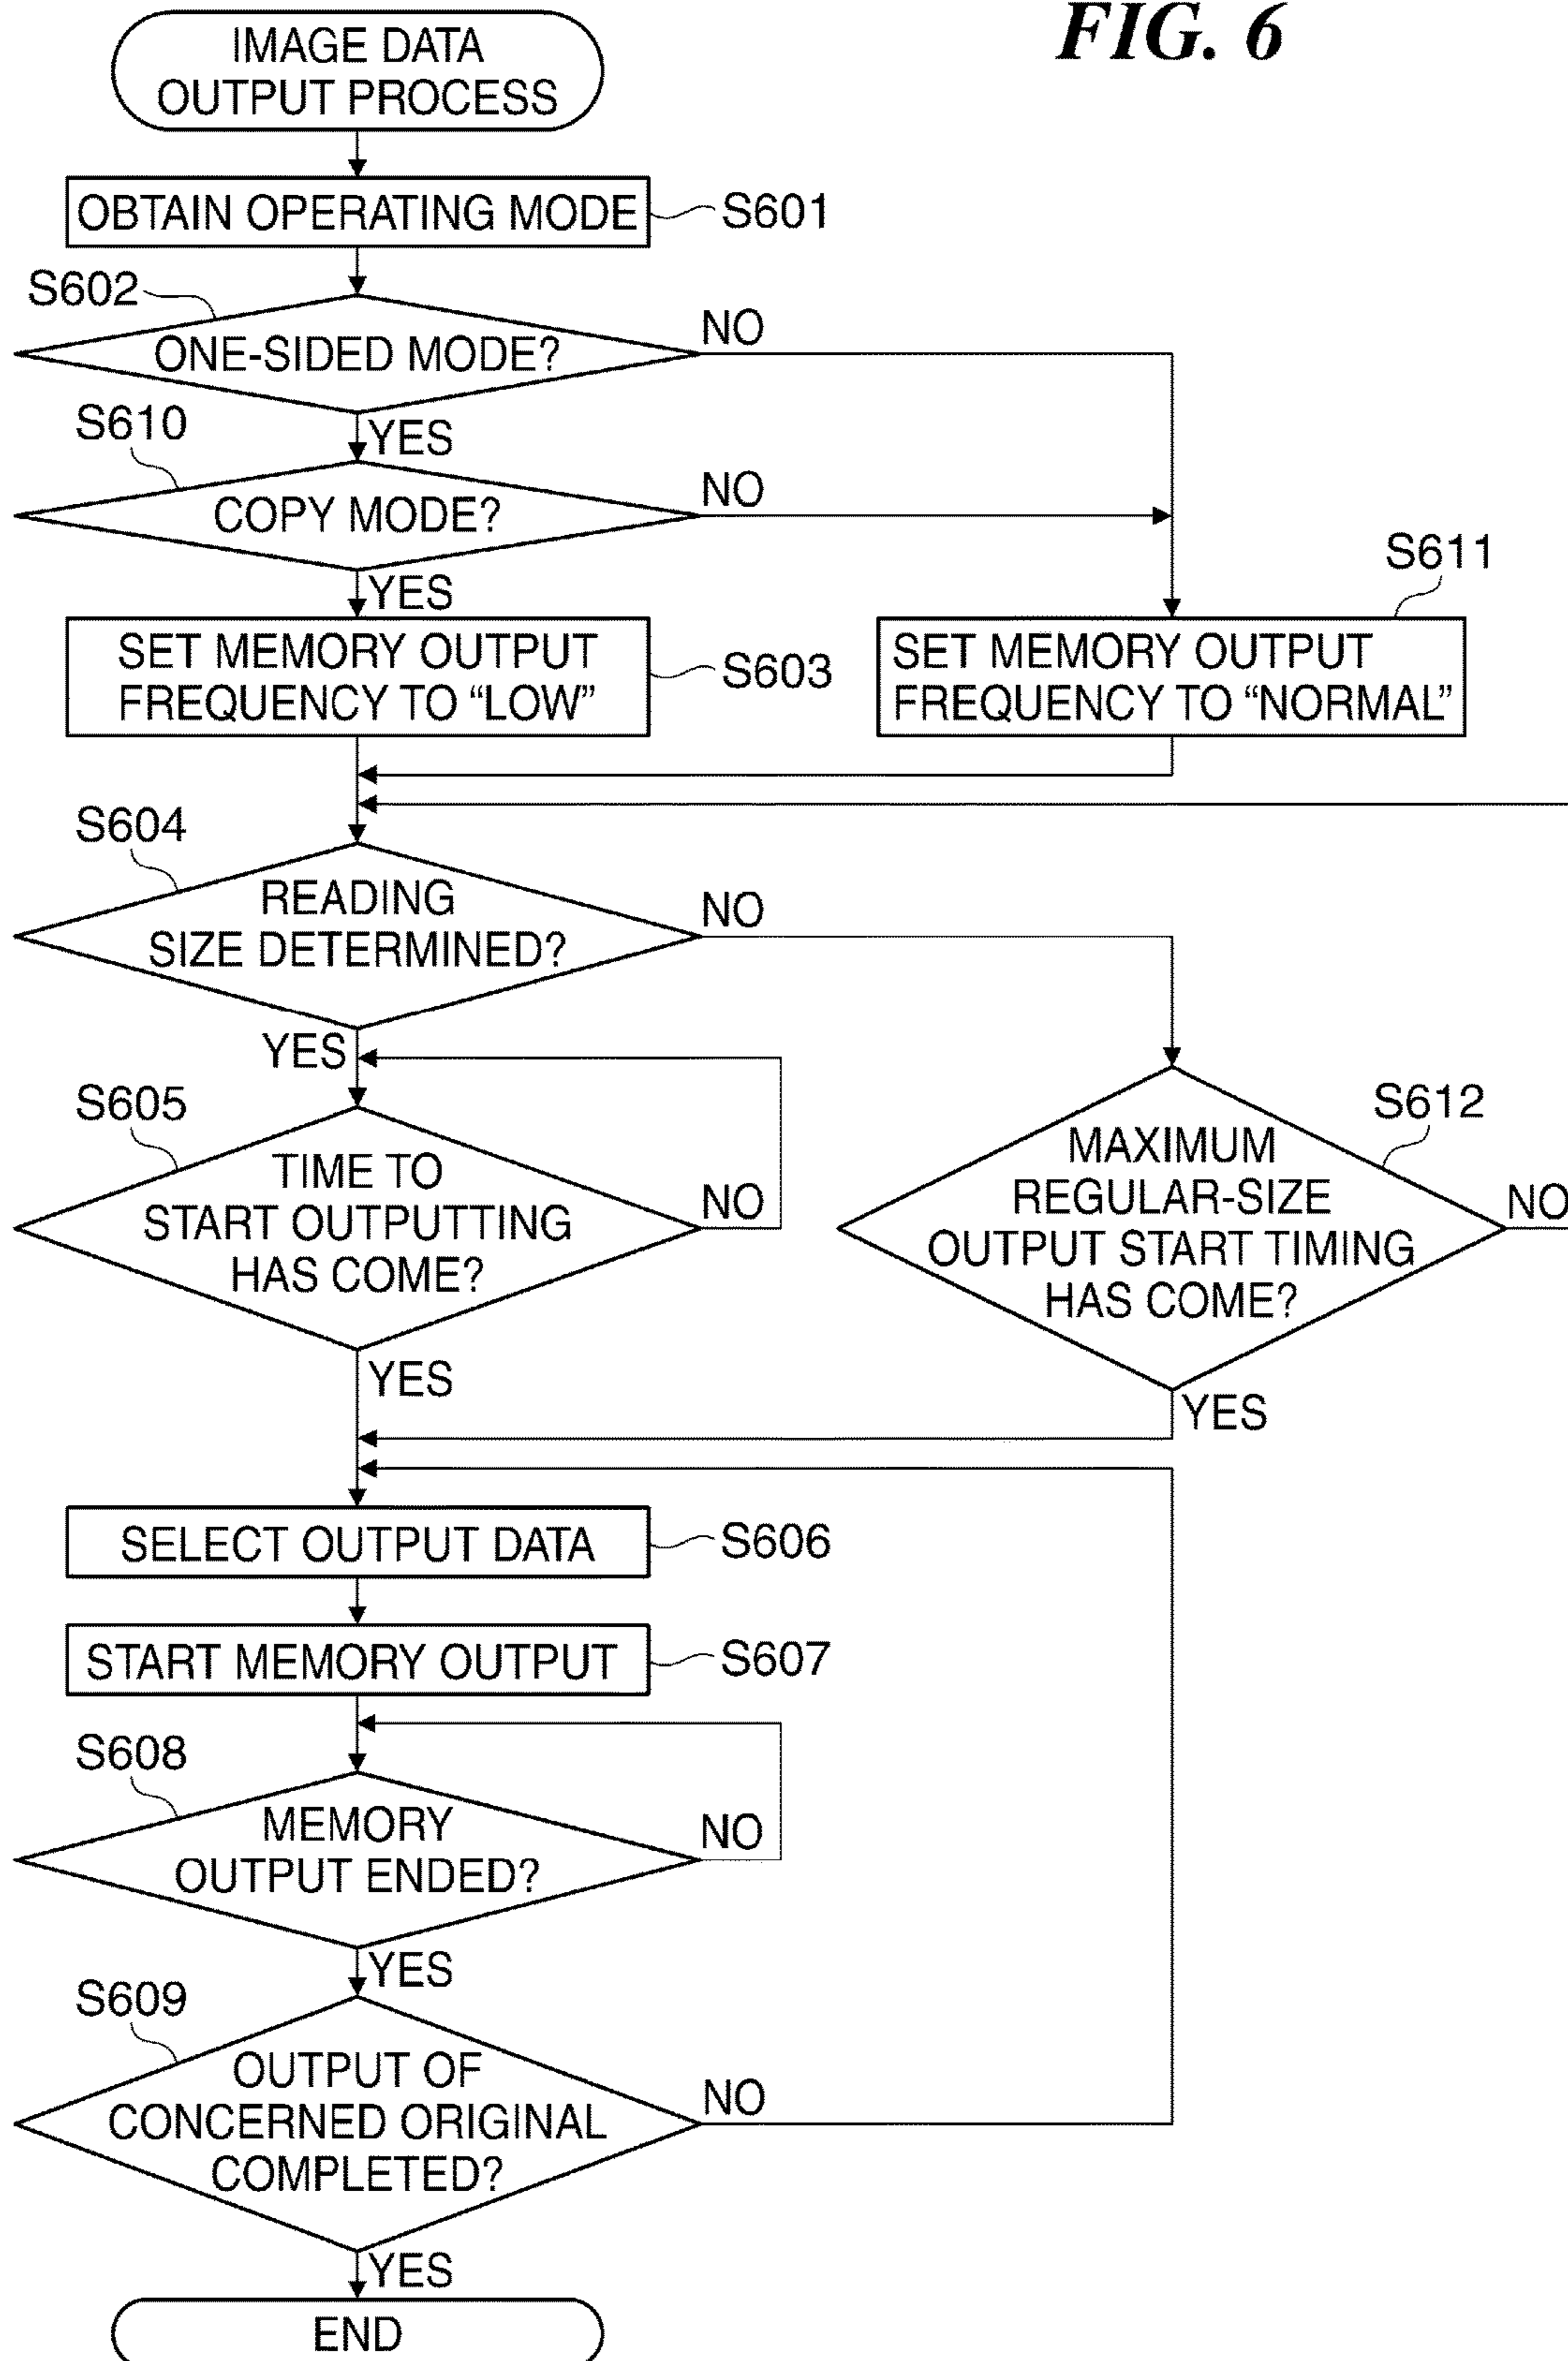 FIG. 6
IMAGE DATA
OUTPUT PROCESS
OBTAIN OPERATING MODE
S601
S602
ONE-SIDED MODE?
NO
YES
S610
COPY MODE?
NO
YES
SET MEMORY OUTPUT
FREQUENCY TO “LOW”
S603
S611
SET MEMORY OUTPUT
FREQUENCY TO “NORMAL”
S604
READING
SIZE DETERMINED?
NO
YES
S605
TIME TO
START OUTPUTTING
HAS COME?
NO
YES
S612
MAXIMUM
REGULAR-SIZE
OUTPUT START TIMING
HAS COME?
NO
YES
SELECT OUTPUT DATA
S606
START MEMORY OUTPUT
S607
S608
MEMORY
OUTPUT ENDED?
NO
YES
S609
OUTPUT OF
CONCERNED ORIGINAL
COMPLETED?
NO
YES
END